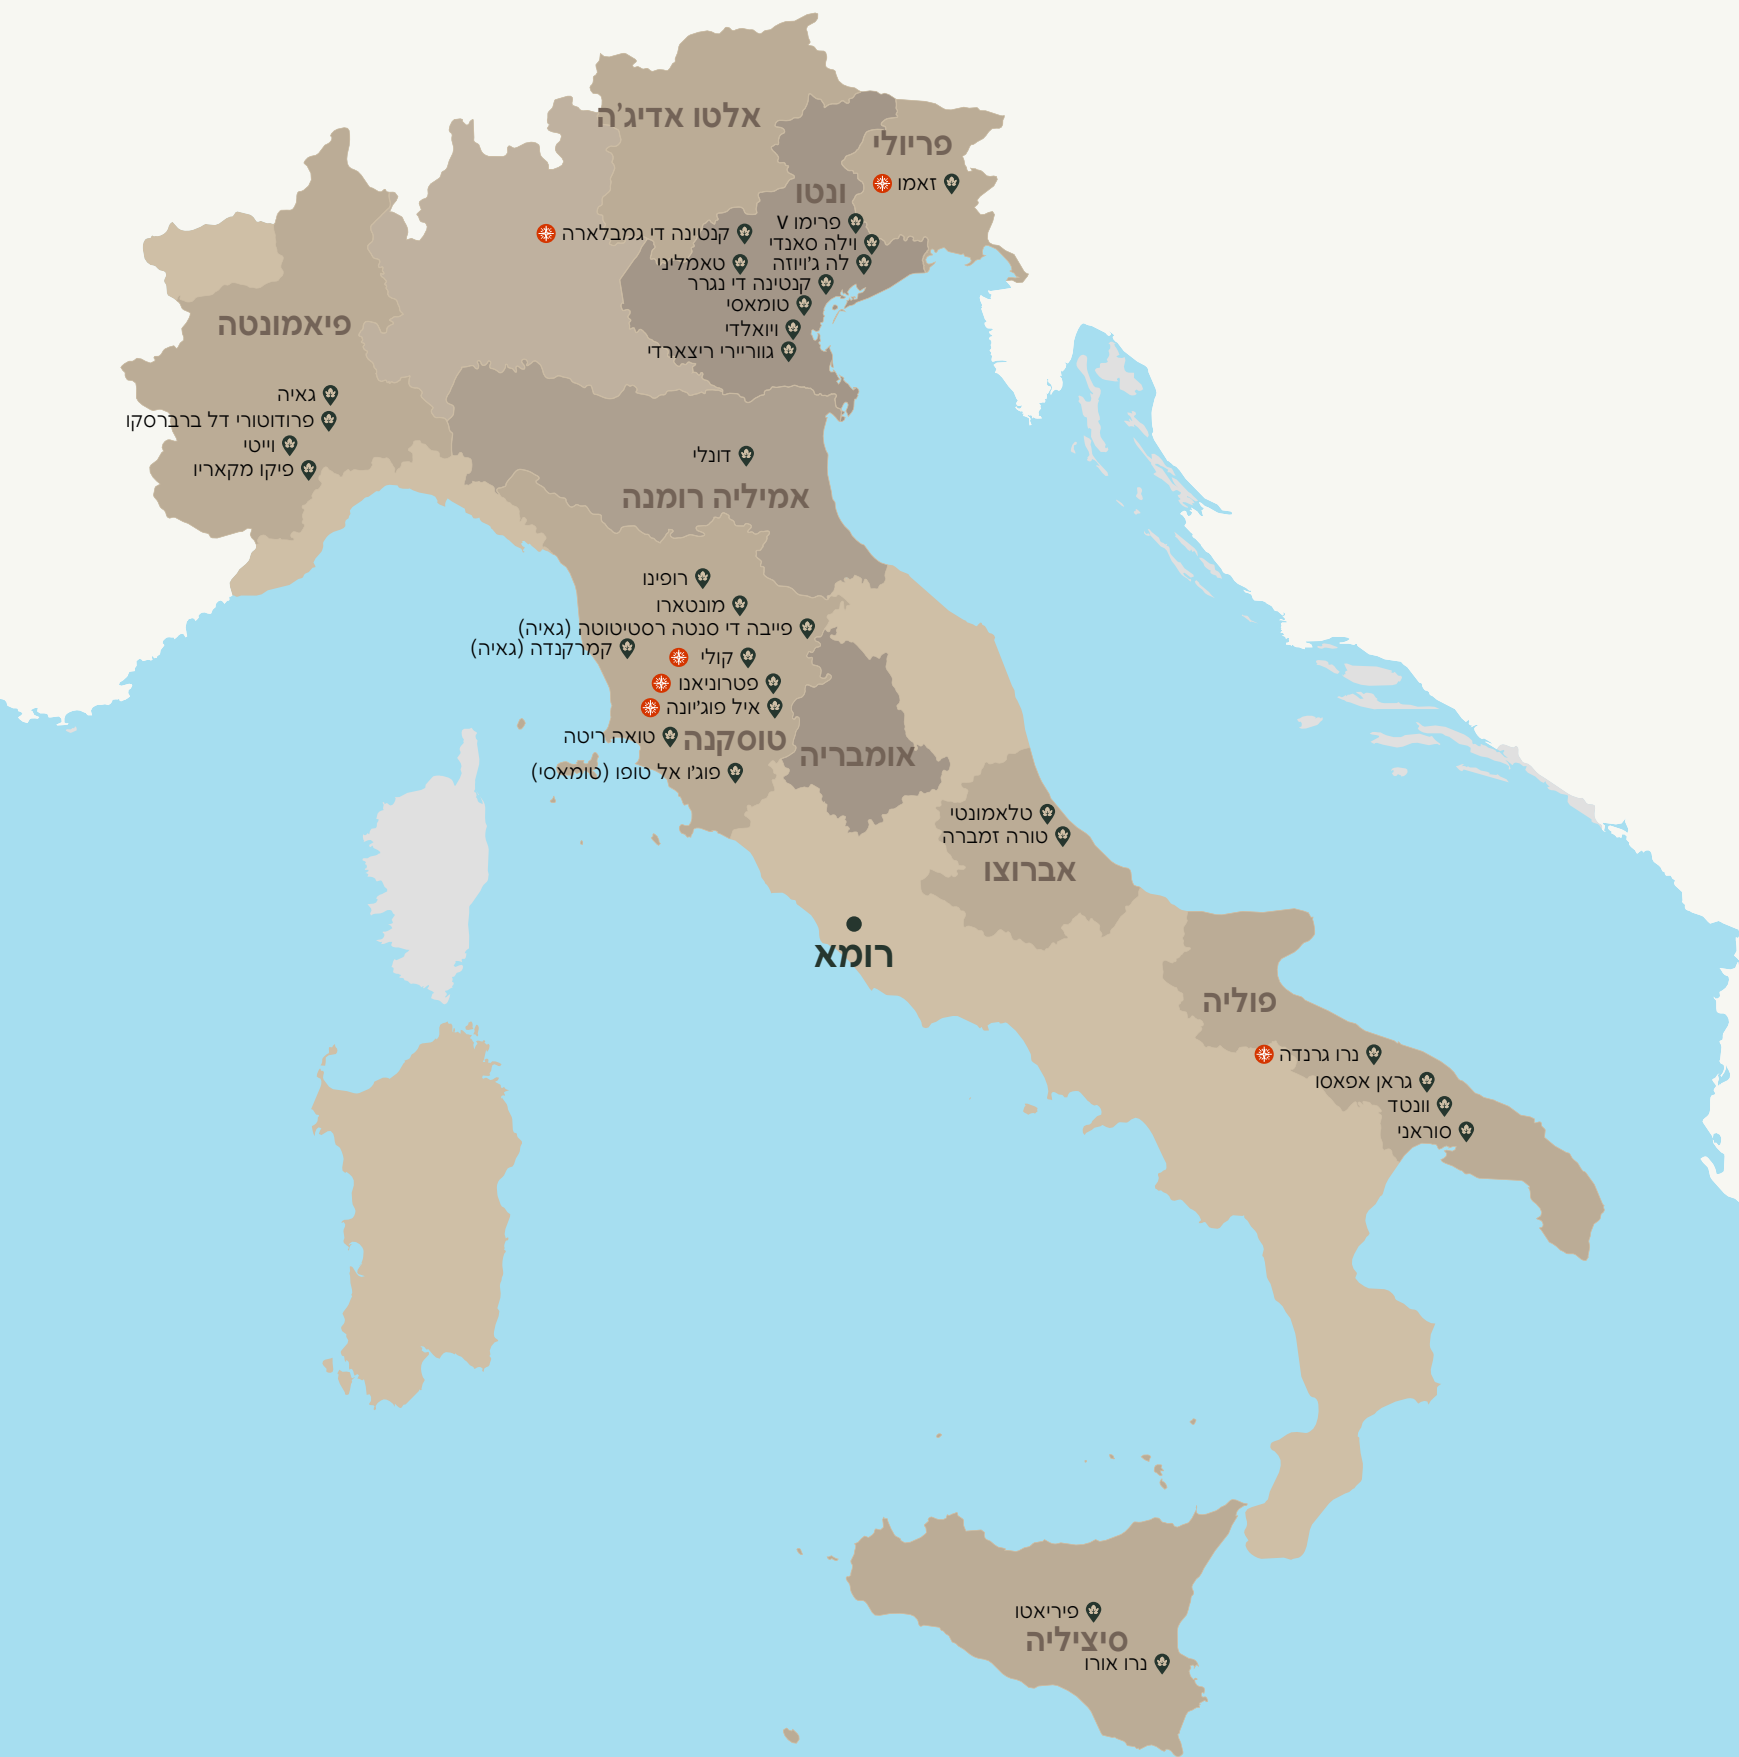 אלטו אדיג'ה
פריולי
זאמו
ונטו
פרימו V
קנטינה די גמבלארה
וילה סאנדי
טאמליני
לה ג'ויוזה
קנטינה די נגרר
טומאסי
ויואלדי
גווריירי ריצארדי
פיאמונטה
גאיה
פרודוטורי דל ברברסקו
וייטי
פיקו מקאריו
דונלי
אמיליה רומנה
רופינו
מונטארו
פייבה די סנטה רסטיטוטה (גאיה)
קמרקנדה (גאיה)
קולי
פטרוניאנו
איל פוג'יונה
טואה ריטה
טוסקנה
פוג'ו אל טופו (טומאסי)
אומבריה
טלאמונטי
טורה זמברה
אברוצו
רומא
פוליה
נרו גרנדה
גראן אפאסו
וונטד
סוראני
פיריאטו
סיציליה
נרו אורו